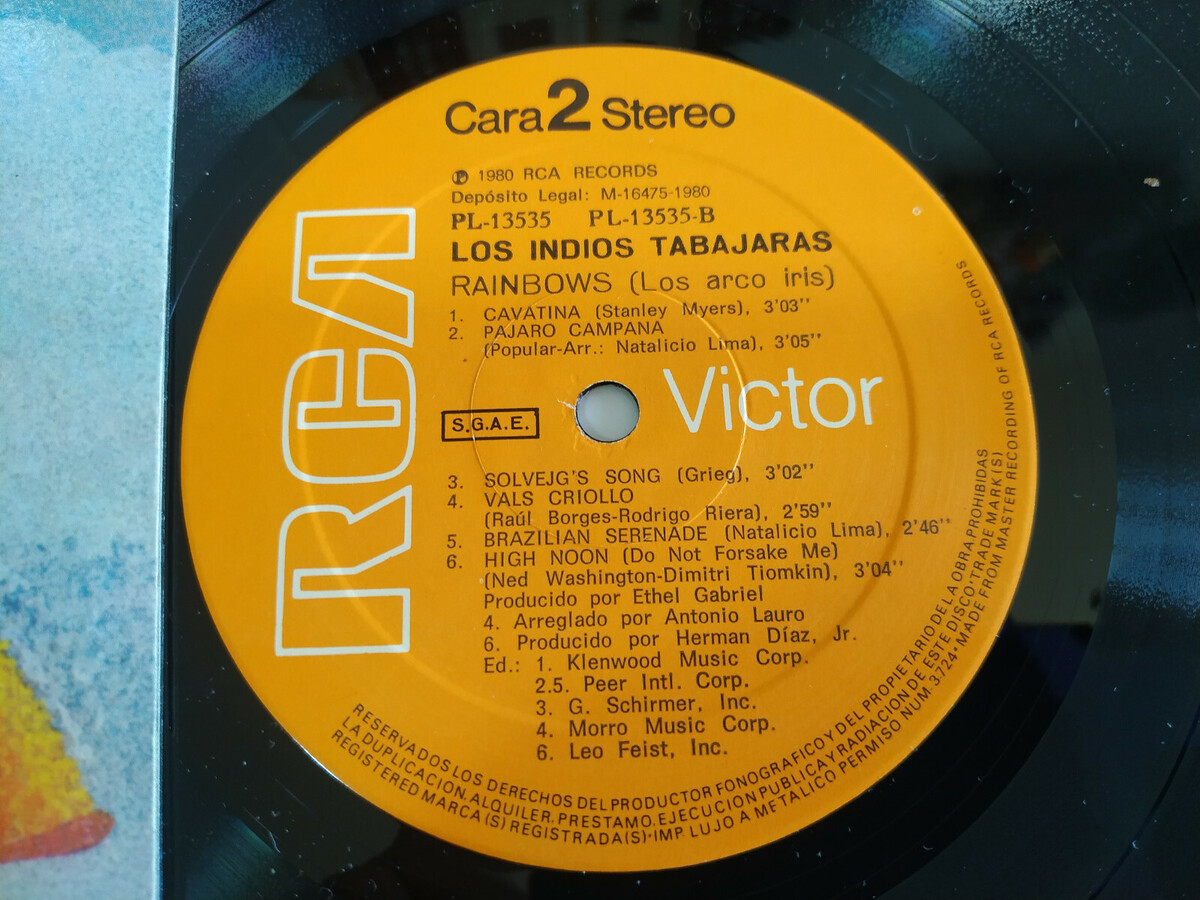 Cara 2 Stereo
℗ 1980 RCA RECORDS
Depósito Legal: M-16475-1980
PL-13535 PL-13535-B
LOS INDIOS TABAJARAS
RAINBOWS (Los arco iris)
1. CAVATINA (Stanley Myers), 3'03''
2. PAJARO CAMPANA
(Popular-Arr.: Natalicio Lima), 3'05''
RCA
Victor
S.G.A.E.
3. SOLVEJG'S SONG (Grieg), 3'02''
4. VALS CRIOLLO
(Raúl Borges-Rodrigo Riera), 2'59''
5. BRAZILIAN SERENADE (Natalicio Lima), 2'46''
6. HIGH NOON (Do Not Forsake Me)
(Ned Washington-Dimitri Tiomkin), 3'04''
Producido por Ethel Gabriel
4. Arreglado por Antonio Lauro
6. Producido por Herman Díaz, Jr.
Ed.: 1. Klenwood Music Corp.
2.5. Peer Intl. Corp.
3. G. Schirmer, Inc.
4. Morro Music Corp.
6. Leo Feist, Inc.
RESERVADOS LOS DERECHOS DEL PRODUCTOR FONOGRAFICO Y DEL PROPIETARIO DE LA OBRA. PROHIBIDAS
LA DUPLICACION, ALQUILER, PRESTAMO, EJECUCION PUBLICA Y RADIACION DE ESTE DISCO • TRADE MARK(S)
REGISTERED MARCA(S) REGISTRADA(S) • IMP. LUJO A METALICO PERMISO NUM. 3724 • MADE FROM MASTER RECORDING OF RCA RECORDS